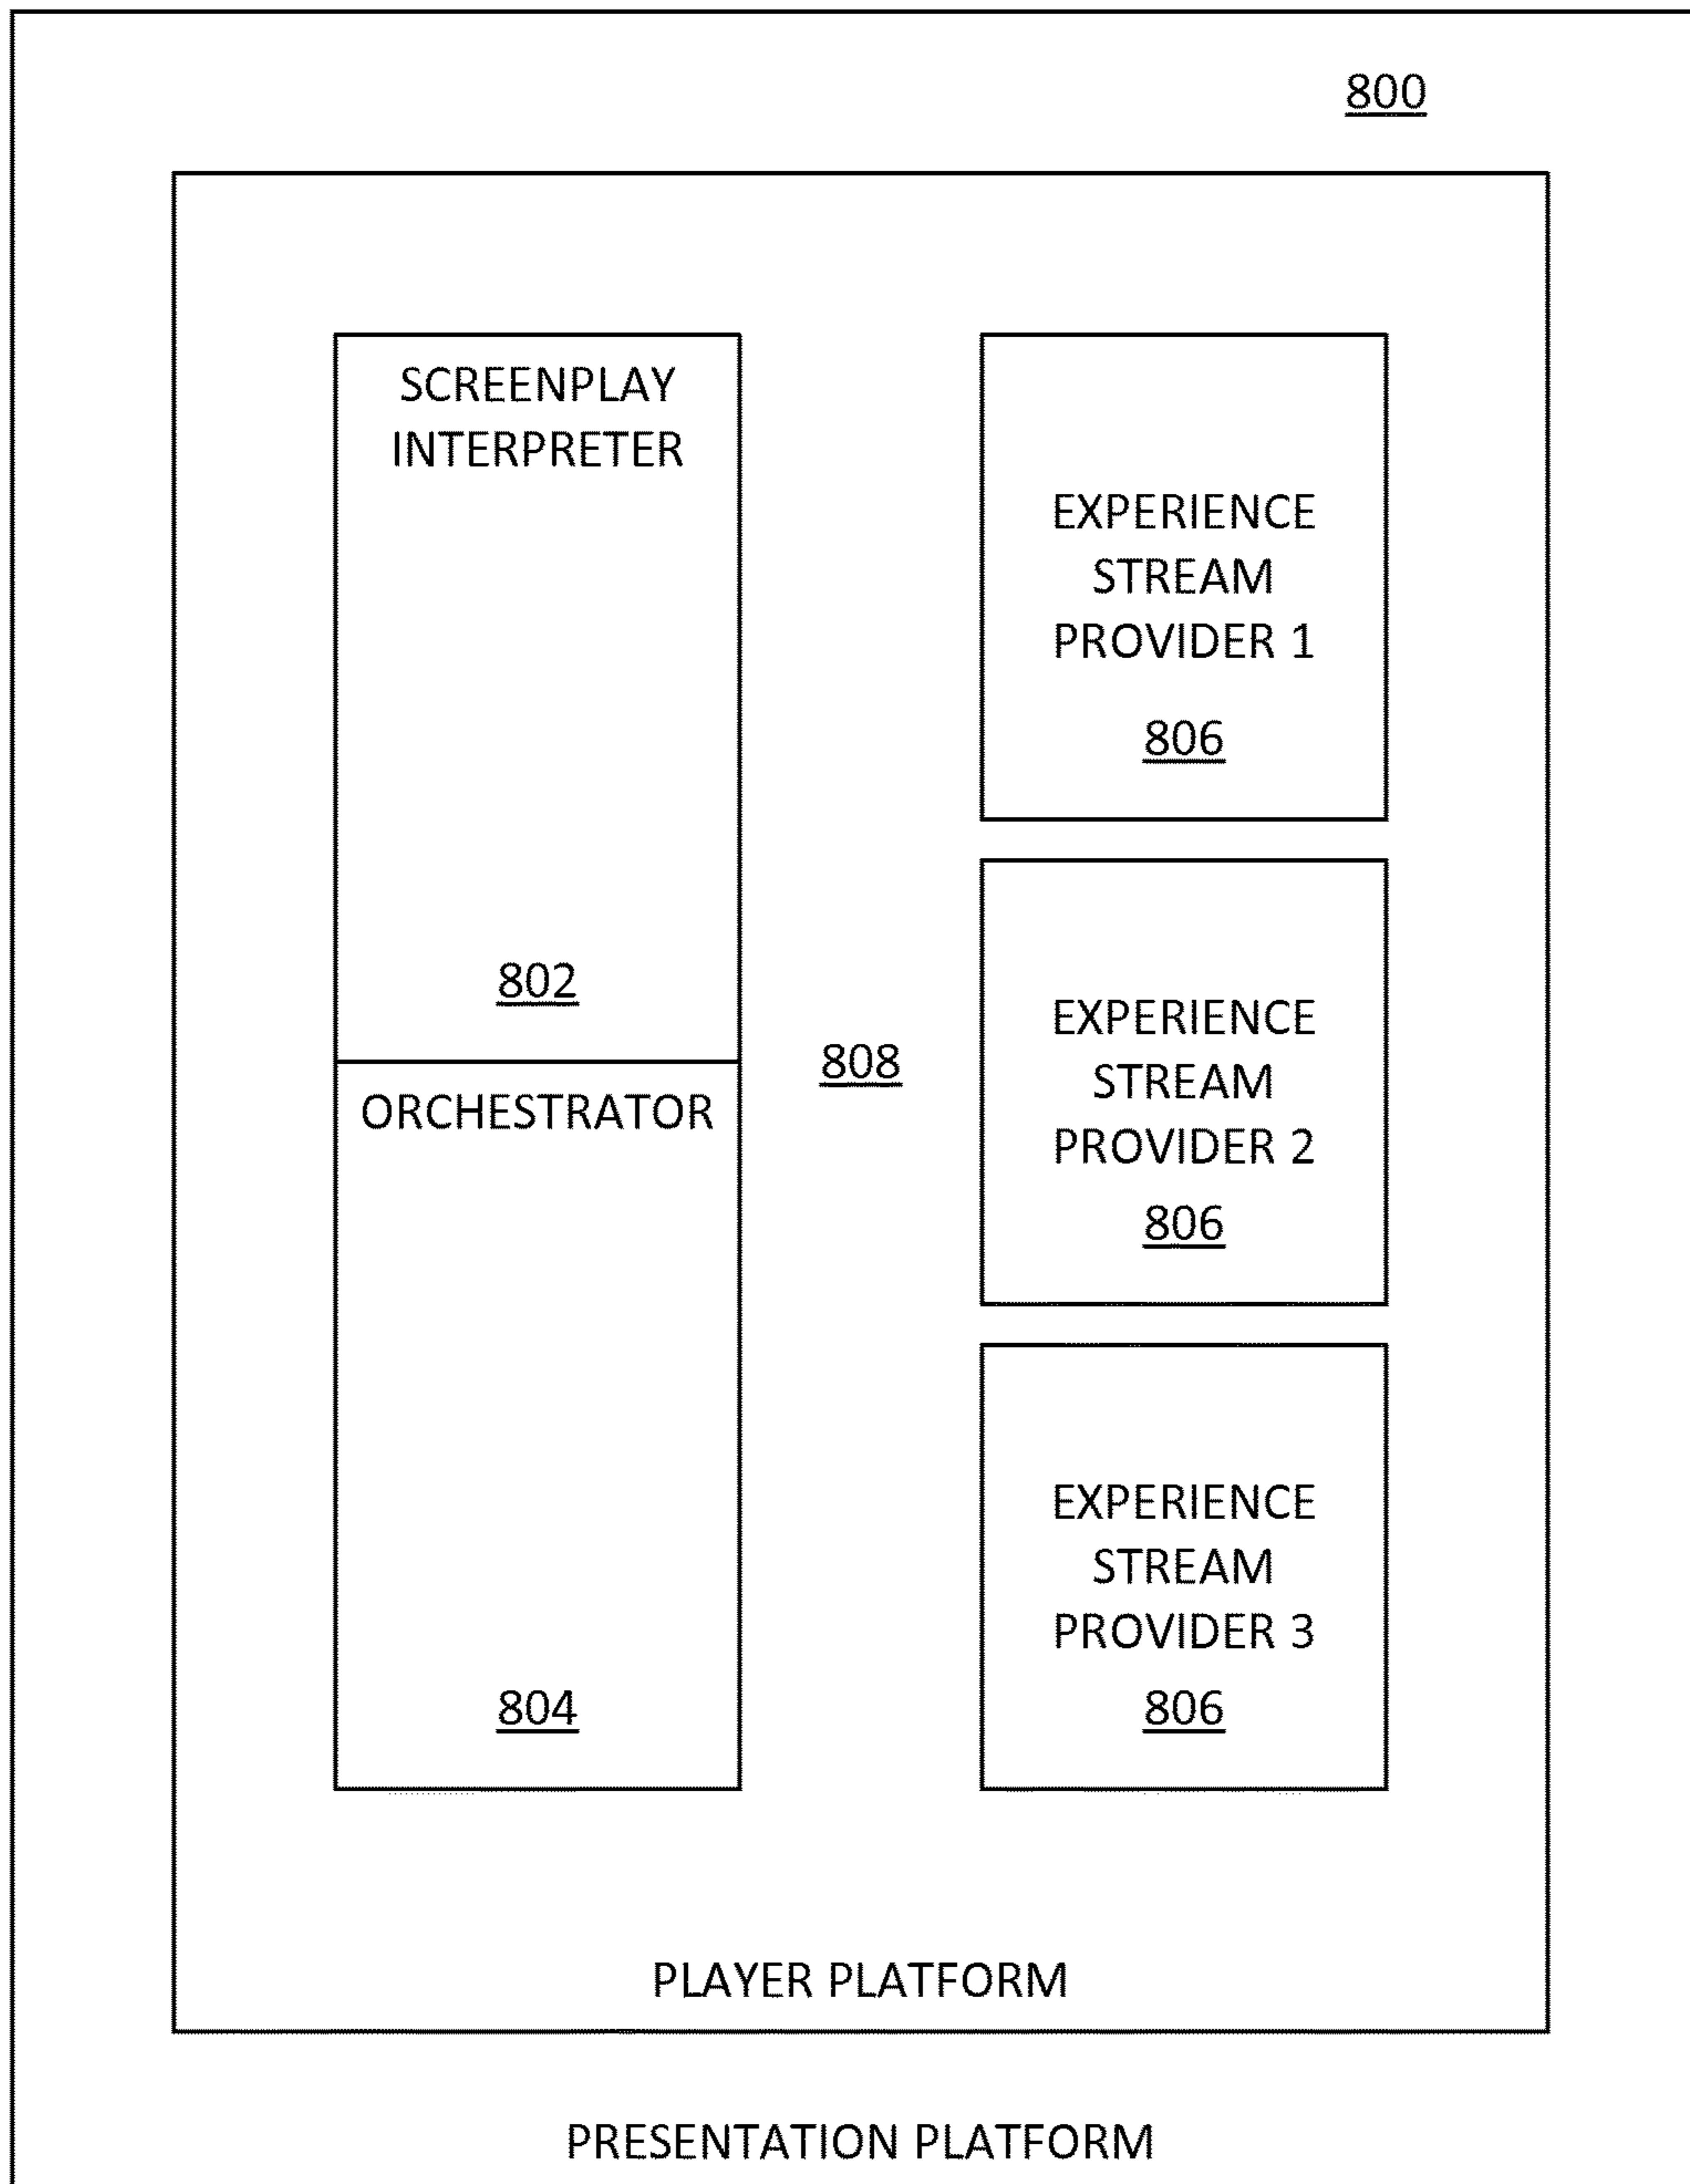 800
SCREENPLAY
INTERPRETER
802
ORCHESTRATOR
804
808
EXPERIENCE
STREAM
PROVIDER 1
806
EXPERIENCE
STREAM
PROVIDER 2
806
EXPERIENCE
STREAM
PROVIDER 3
806
PLAYER PLATFORM
PRESENTATION PLATFORM